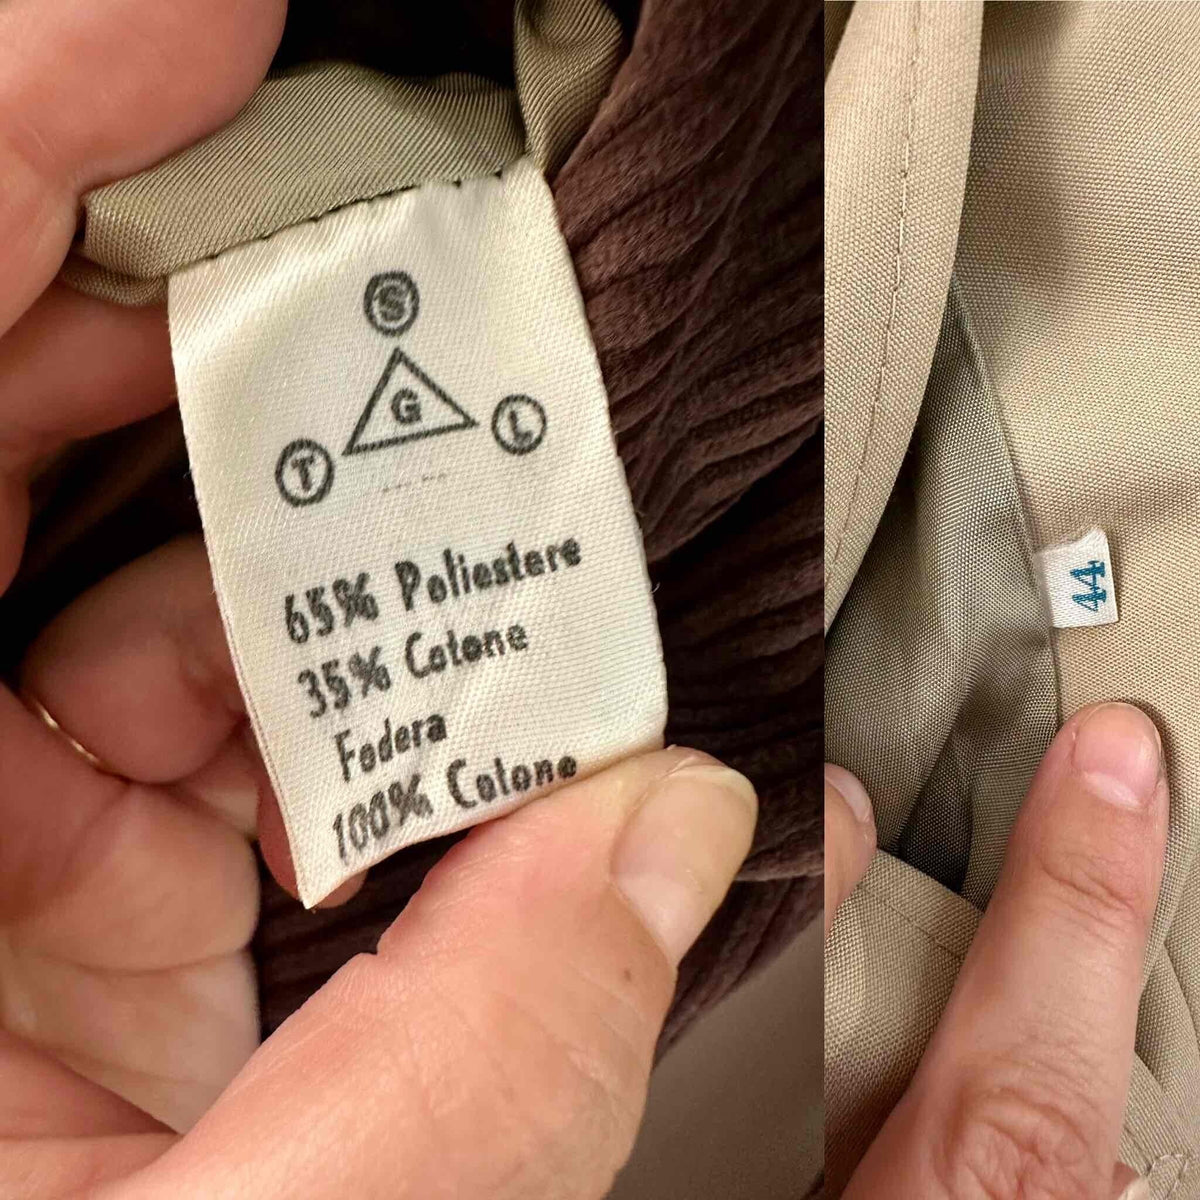 S
G
T
L
65% Poliestere
35% Cotone
Fodera
100% Cotone
44